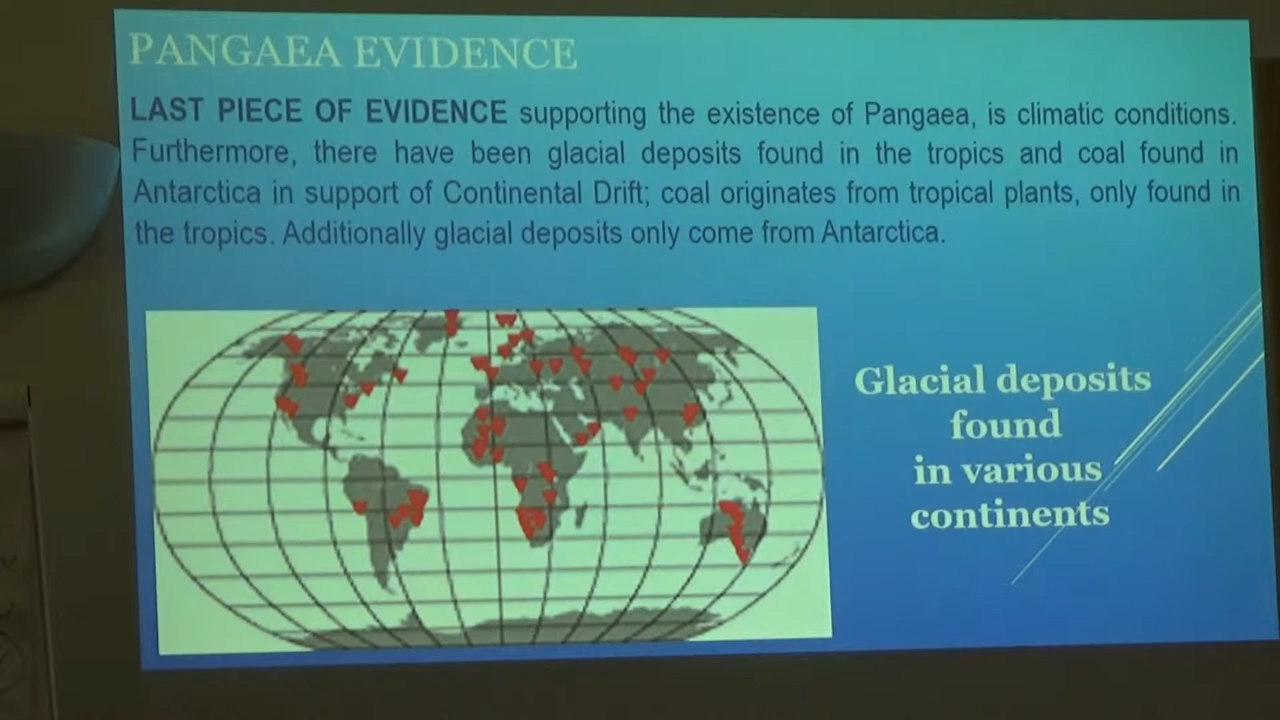 PANGAEA EVIDENCE
LAST PIECE OF EVIDENCE supporting the existence of Pangaea, is climatic conditions.
Furthermore, there have been glacial deposits found in the tropics and coal found in
Antarctica in support of Continental Drift; coal originates from tropical plants, only found in
the tropics. Additionally glacial deposits only come from Antarctica.
Glacial deposits
found
in various
continents